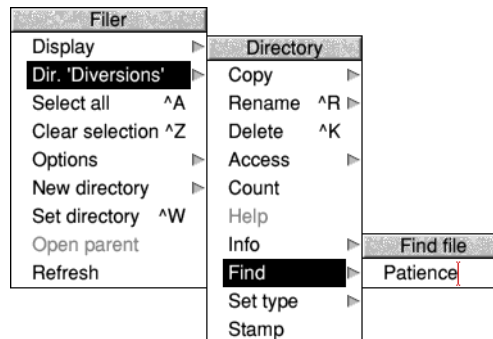 Filer
Display
Dir. 'Diversions'
Select all ^A
Clear selection ^Z
Options
New directory
Set directory ^W
Open parent
Refresh
Directory
Copy
Rename ^R
Delete ^K
Access
Count
Help
Info
Find
Set type
Stamp
Find file
Patience